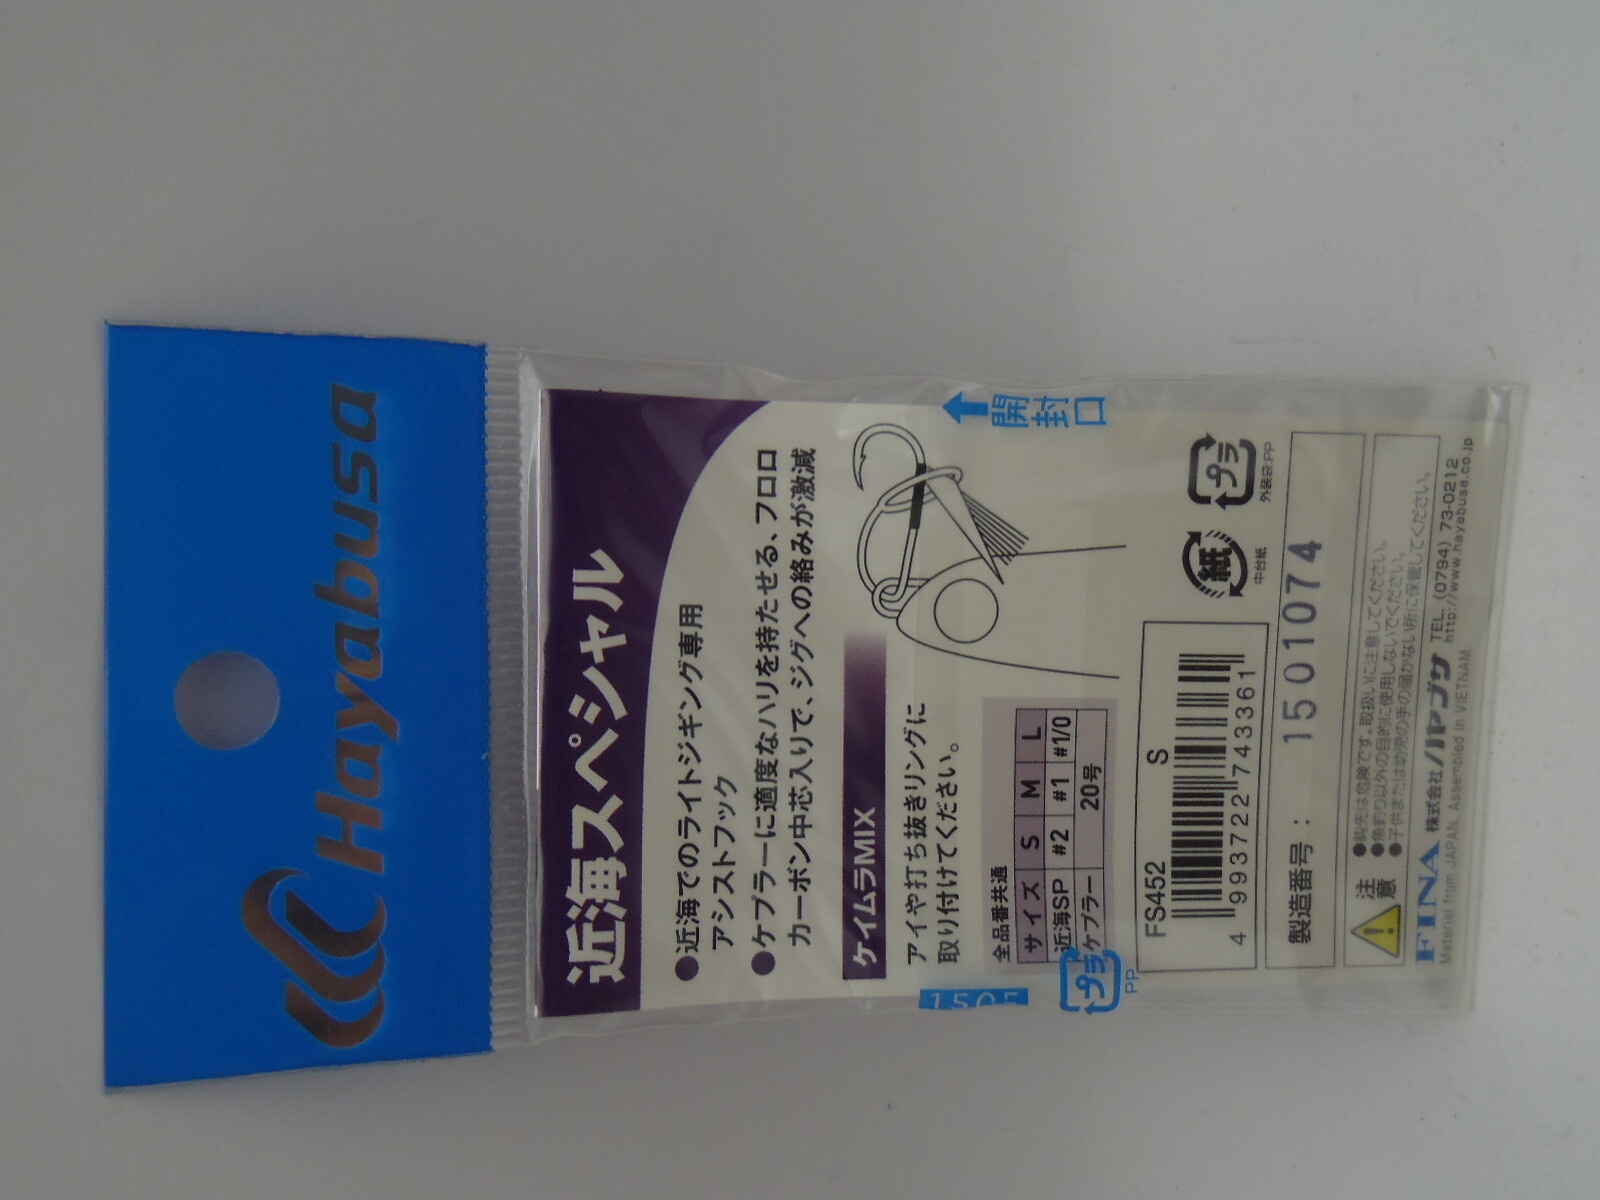 Hayabusa
近海スペシャル
●近海でのライトジギング専用
アシストフック
●ケプラーに適度なハリを持たせる、フロロ
カーボン中芯入りで、ジグへの絡みが激減
ケイムラMIX
アイや打ち抜きリングに
取り付けてください。
開封口
全品番共通
サイズ S M L
近海SP #2 #1 #1/0
ケプラー 20号
プラ
PP
FS452 S
4 993722 743361
紙
中台紙
プラ
外装袋:PP
製造番号: 1501074
注意
●鈎先は危険です。取扱いに注意してください。
●魚釣り以外の目的に使用しないでください。
●子供または幼児の手の届かない所に保管してください。
FINA 株式会社ハヤブサ TEL.(0794) 73-0212
Material from JAPAN, Assembled in VIETNAM http://www.hayabusa.co.jp